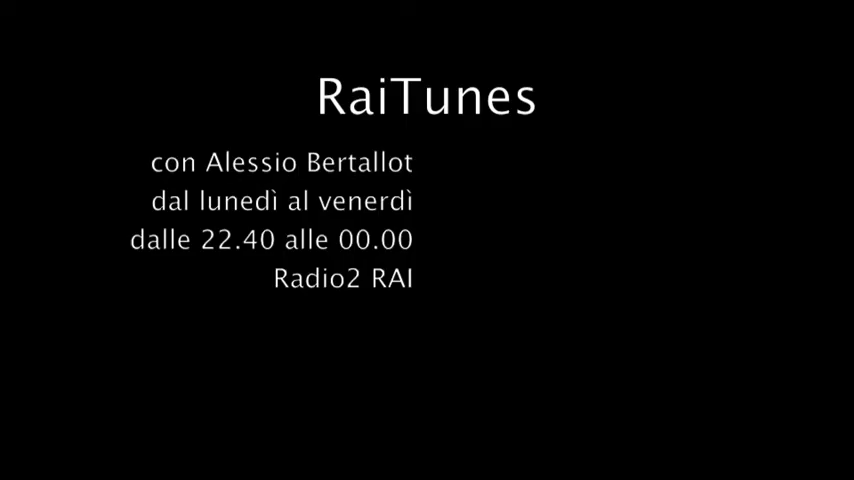 RaiTunes
con Alessio Bertallot
dal lunedì al venerdì
dalle 22.40 alle 00.00
Radio2 RAI